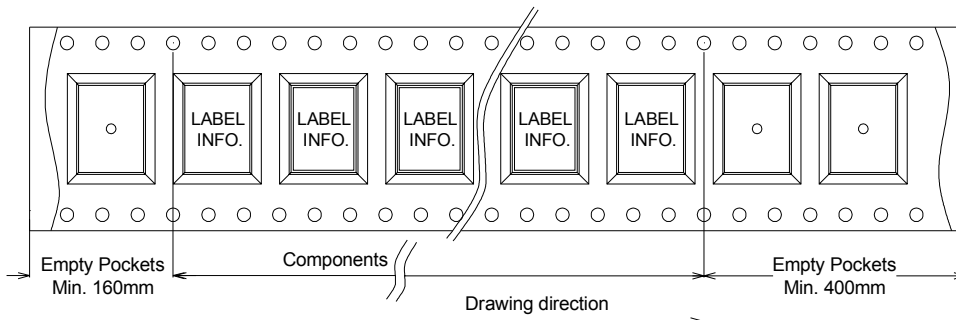 LABEL
INFO.
LABEL
INFO.
LABEL
INFO.
LABEL
INFO.
LABEL
INFO.
Empty Pockets
Min. 160mm
Components
Empty Pockets
Min. 400mm
Drawing direction